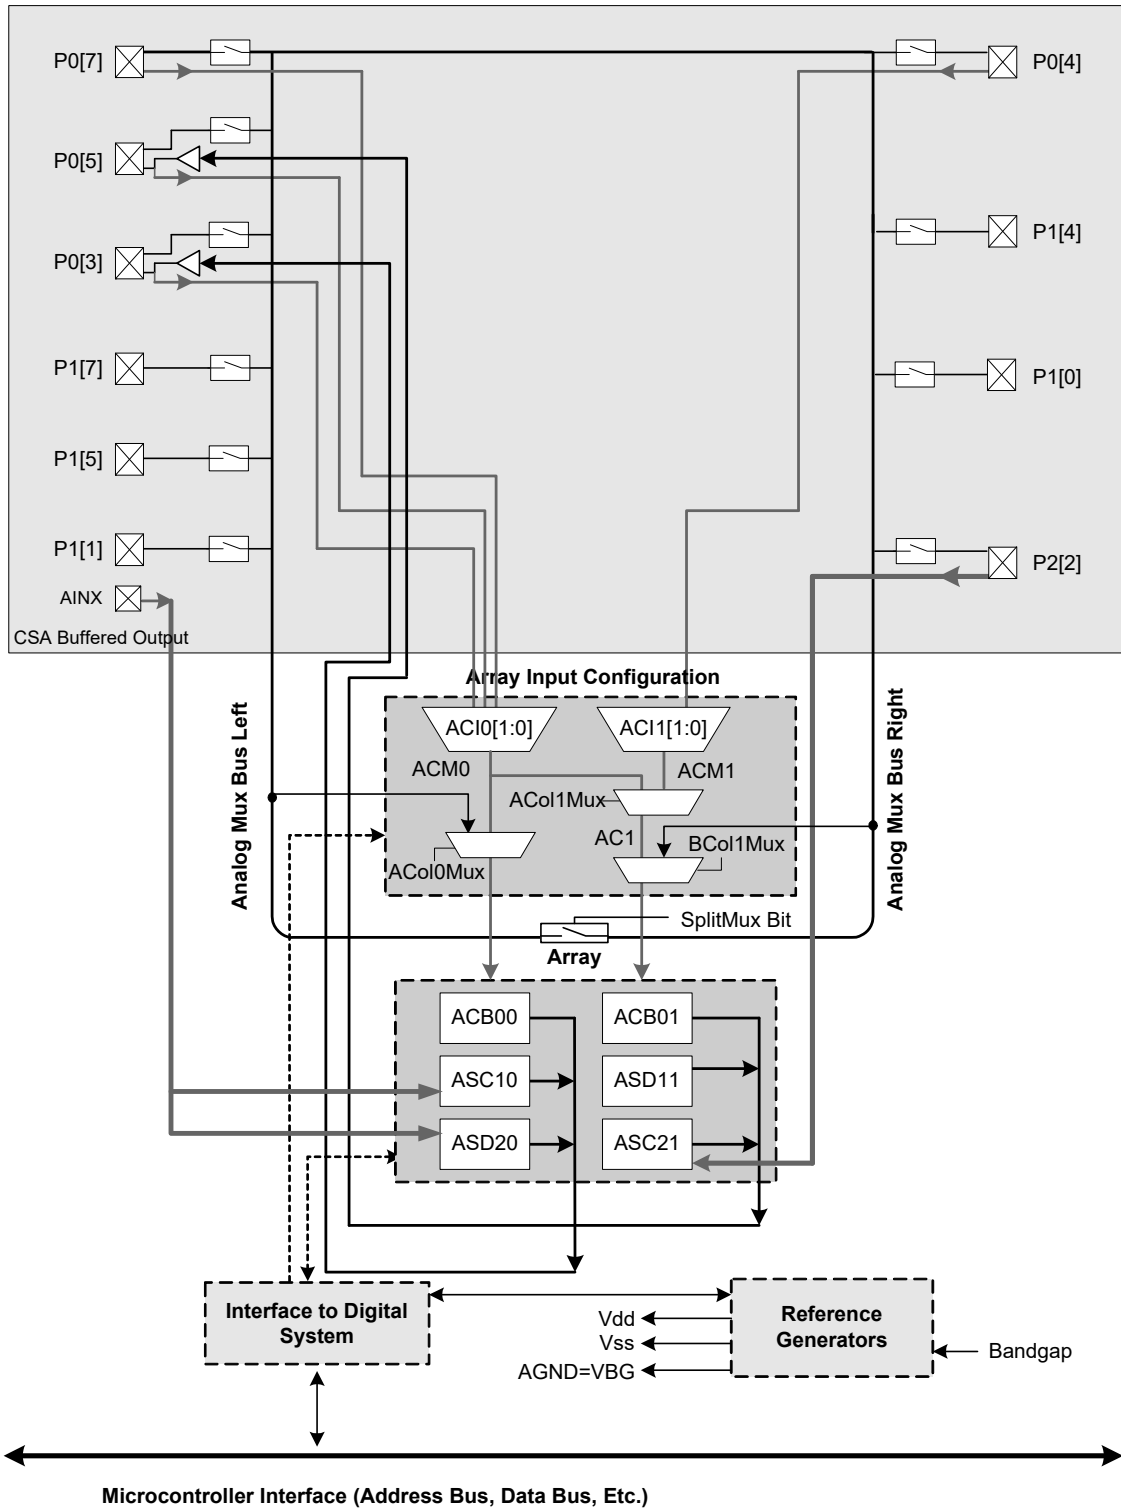 P0[7]
P0[4]
P0[5]
P0[3]
P1[4]
P1[7]
P1[0]
P1[5]
P1[1]
P2[2]
AINX
CSA Buffered Output
Array Input Configuration
Analog Mux Bus Left
Analog Mux Bus Right
ACI0[1:0]
ACI1[1:0]
ACM0
ACM1
ACol1Mux
AC1
BCol1Mux
ACol0Mux
SplitMux Bit
Array
ACB00
ACB01
ASC10
ASD11
ASD20
ASC21
Interface to Digital
System
Reference
Generators
Vdd
Vss
AGND=VBG
Bandgap
Microcontroller Interface (Address Bus, Data Bus, Etc.)